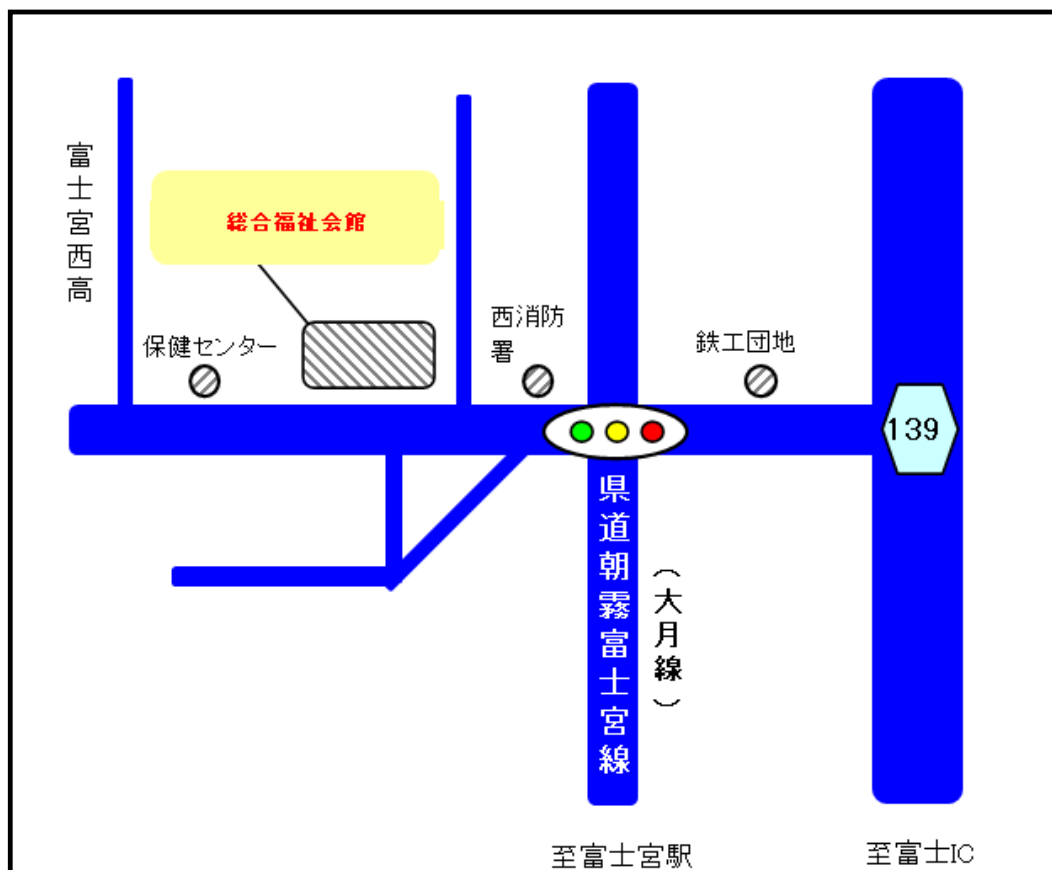 富士宮西高
総合福祉会館
保健センター
西消防
署
鉄工団地
139
県道朝霧富士宮線
（大月線）
至富士宮駅
至富士IC